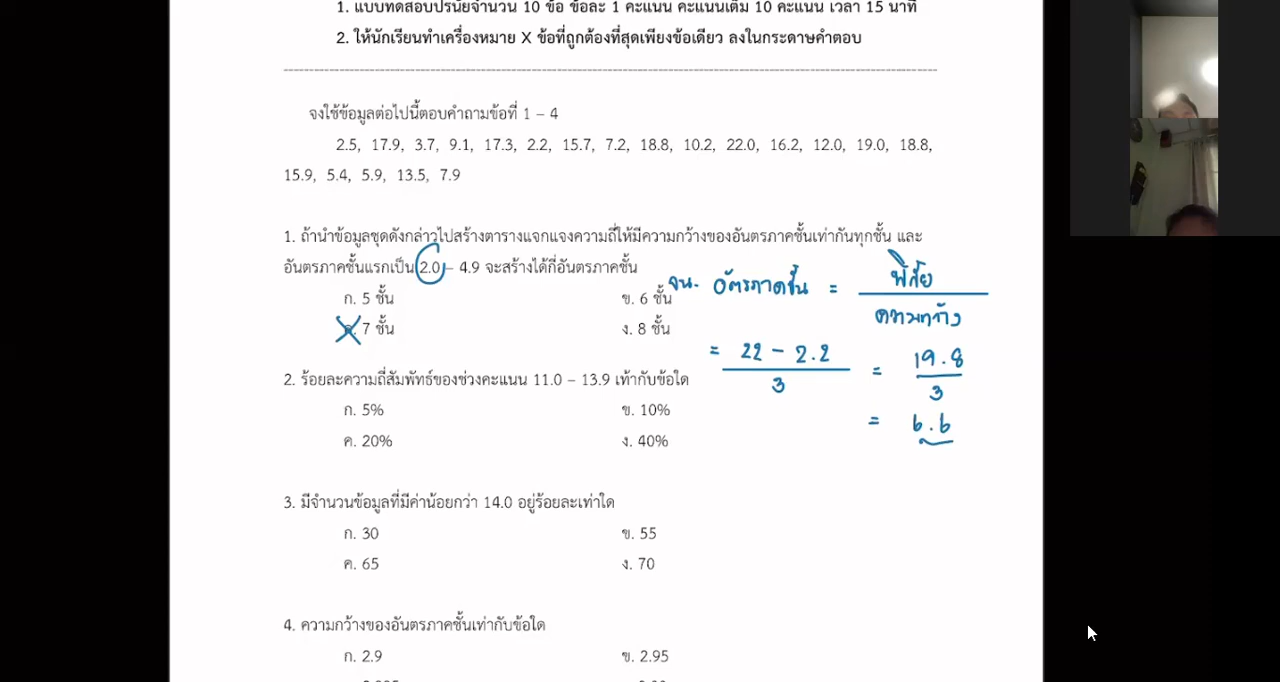 1. แบบทดสอบปรนัยจำนวน 10 ข้อ ข้อละ 1 คะแนน คะแนนเต็ม 10 คะแนน เวลา 15 นาที
2. ให้นักเรียนทำเครื่องหมาย X ข้อที่ถูกต้องที่สุดเพียงข้อเดียว ลงในกระดาษคำตอบ
จงใช้ข้อมูลต่อไปนี้ตอบคำถามข้อที่ 1 – 4
2.5, 17.9, 3.7, 9.1, 17.3, 2.2, 15.7, 7.2, 18.8, 10.2, 22.0, 16.2, 12.0, 19.0, 18.8,
15.9, 5.4, 5.9, 13.5, 7.9
1. ถ้านำข้อมูลชุดดังกล่าวไปสร้างตารางแจกแจงความถี่ให้มีความกว้างของอันตรภาคชั้นเท่ากันทุกชั้น และ
อันตรภาคชั้นแรกเป็น 2.0 – 4.9 จะสร้างได้กี่อันตรภาคชั้น
ก. 5 ชั้น ข. 6 ชั้น
7 ชั้น ง. 8 ชั้น
จน. อัตรภาคชั้น = พิสัย
ความกว้าง
= 22 - 2.2 = 19.8
3 3
= 6.6
2. ร้อยละความถี่สัมพัทธ์ของช่วงคะแนน 11.0 – 13.9 เท่ากับข้อใด
ก. 5% ข. 10%
ค. 20% ง. 40%
3. มีจำนวนข้อมูลที่มีค่าน้อยกว่า 14.0 อยู่ร้อยละเท่าใด
ก. 30 ข. 55
ค. 65 ง. 70
4. ความกว้างของอันตรภาคชั้นเท่ากับข้อใด
ก. 2.9 ข. 2.95